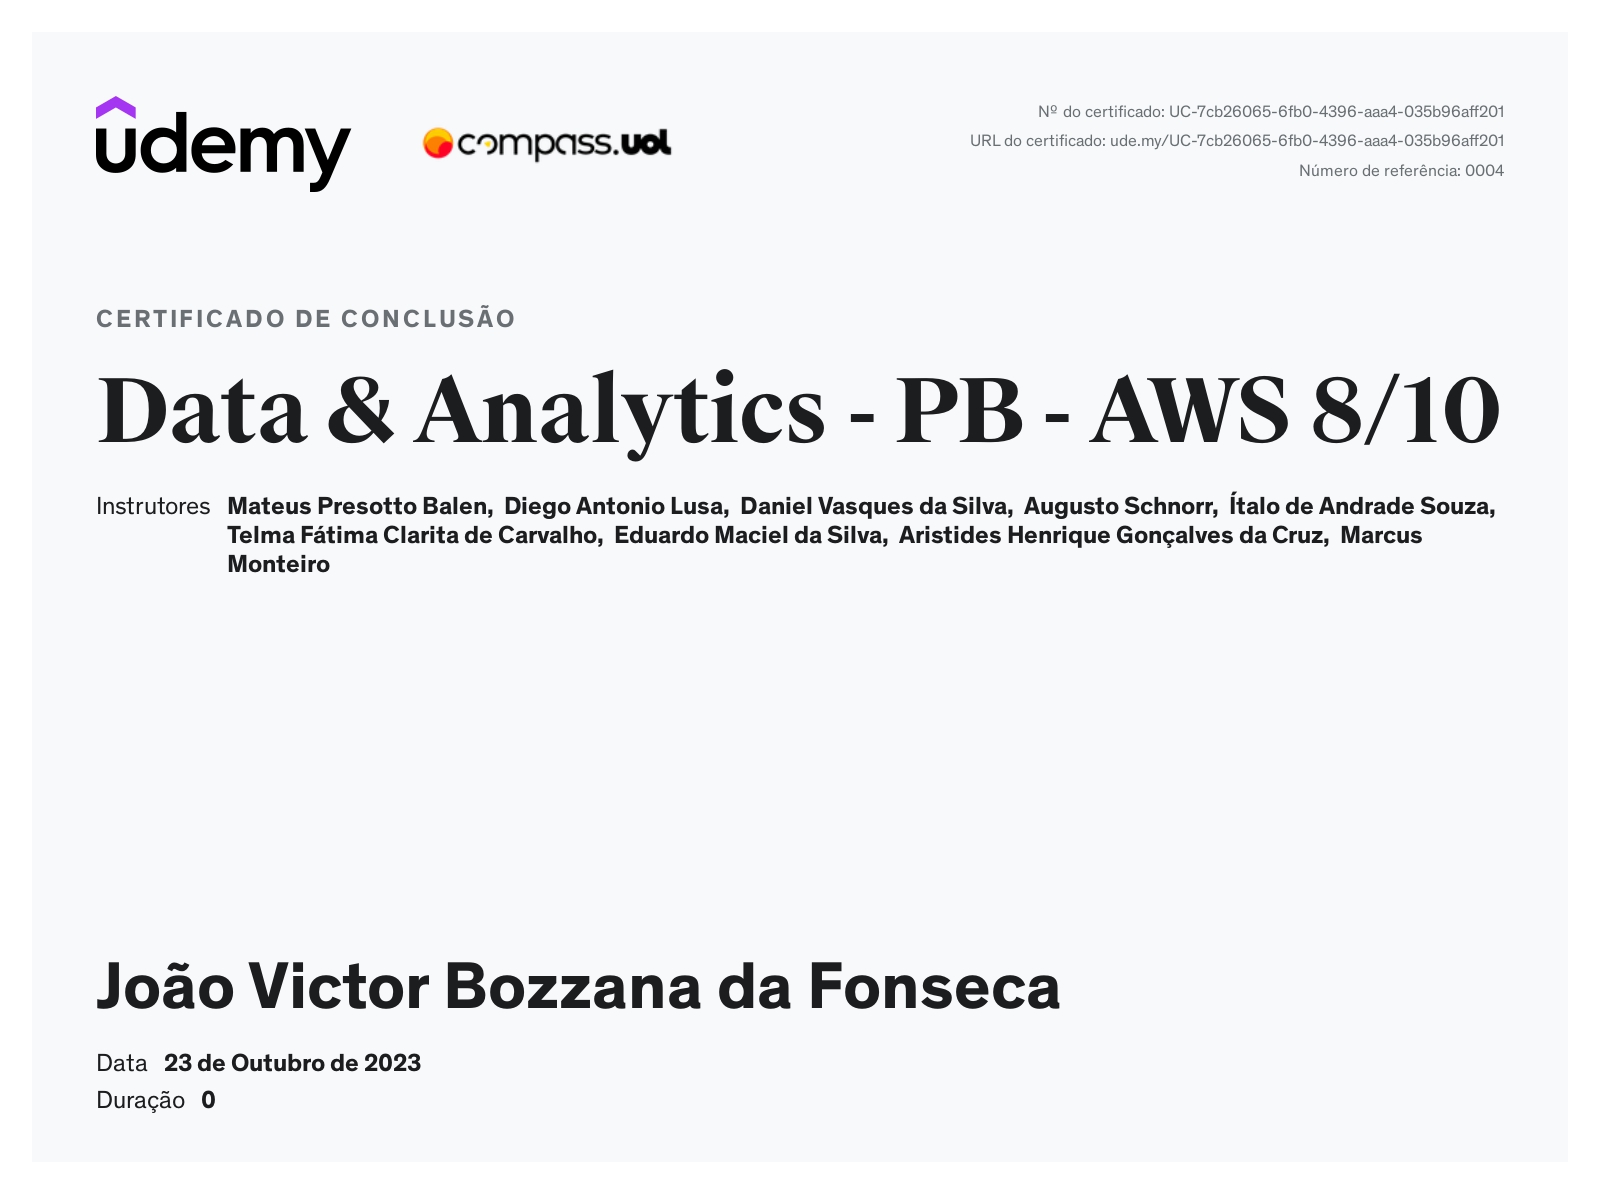 udemy
compass.uol
Nº do certificado: UC-7cb26065-6fb0-4396-aaa4-035b96aff201
URL do certificado: ude.my/UC-7cb26065-6fb0-4396-aaa4-035b96aff201
Número de referência: 0004
CERTIFICADO DE CONCLUSÃO
Data & Analytics - PB - AWS 8/10
Instrutores Mateus Presotto Balen, Diego Antonio Lusa, Daniel Vasques da Silva, Augusto Schnorr, Ítalo de Andrade Souza,
Telma Fátima Clarita de Carvalho, Eduardo Maciel da Silva, Aristides Henrique Gonçalves da Cruz, Marcus
Monteiro
João Victor Bozzana da Fonseca
Data 23 de Outubro de 2023
Duração 0